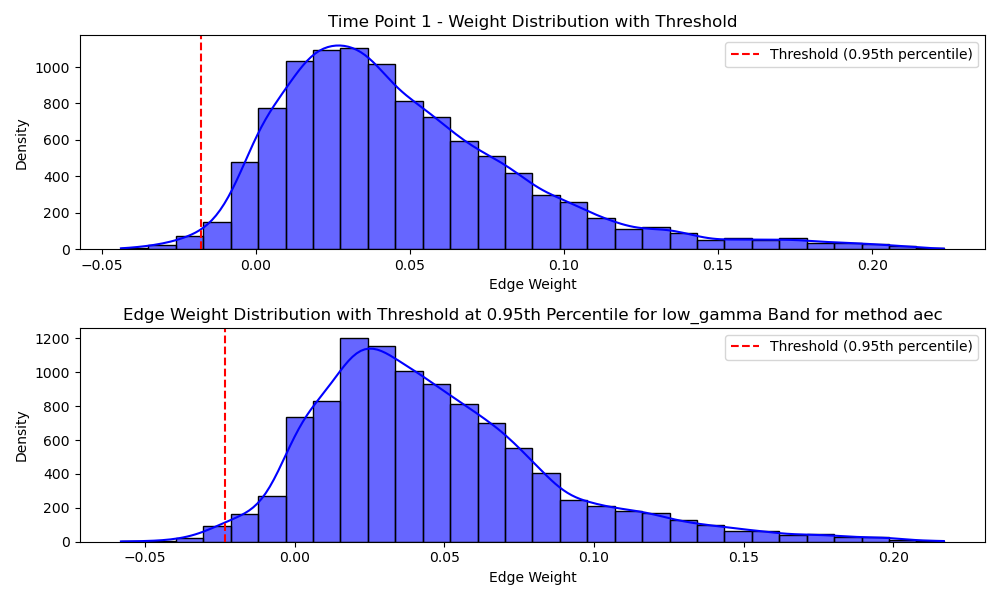 Time Point 1 - Weight Distribution with Threshold
Threshold (0.95th percentile)
Density
1000
800
600
400
200
0
−0.05 0.00 0.05 0.10 0.15 0.20
Edge Weight
Edge Weight Distribution with Threshold at 0.95th Percentile for low_gamma Band for method aec
Threshold (0.95th percentile)
Density
1200
1000
800
600
400
200
0
−0.05 0.00 0.05 0.10 0.15 0.20
Edge Weight